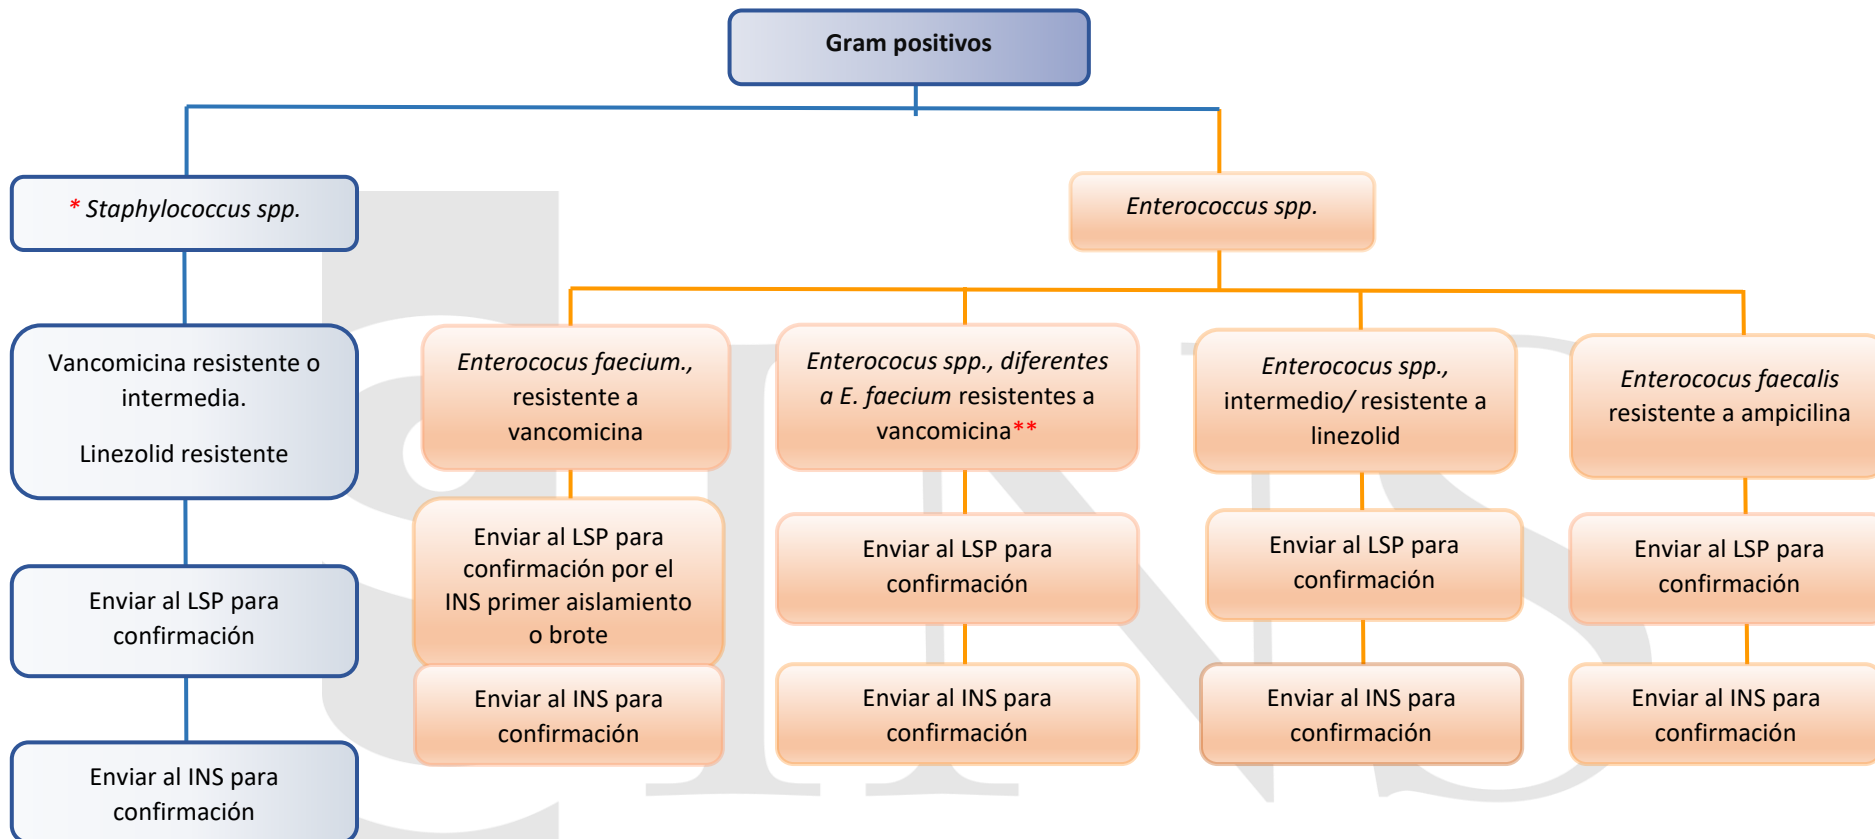 Gram positivos
* Staphylococcus spp.
Enterococcus spp.
Vancomicina resistente o
intermedia.
Linezolid resistente
Enterococus faecium.,
resistente a
vancomicina
Enterococus spp., diferentes
a E. faecium resistentes a
vancomicina**
Enterococus spp.,
intermedio/ resistente a
linezolid
Enterococus faecalis
resistente a ampicilina
Enviar al LSP para
confirmación
Enviar al LSP para
confirmación por el
INS primer aislamiento
o brote
Enviar al LSP para
confirmación
Enviar al LSP para
confirmación
Enviar al LSP para
confirmación
Enviar al INS para
confirmación
Enviar al INS para
confirmación
Enviar al INS para
confirmación
Enviar al INS para
confirmación
Enviar al INS para
confirmación
INS